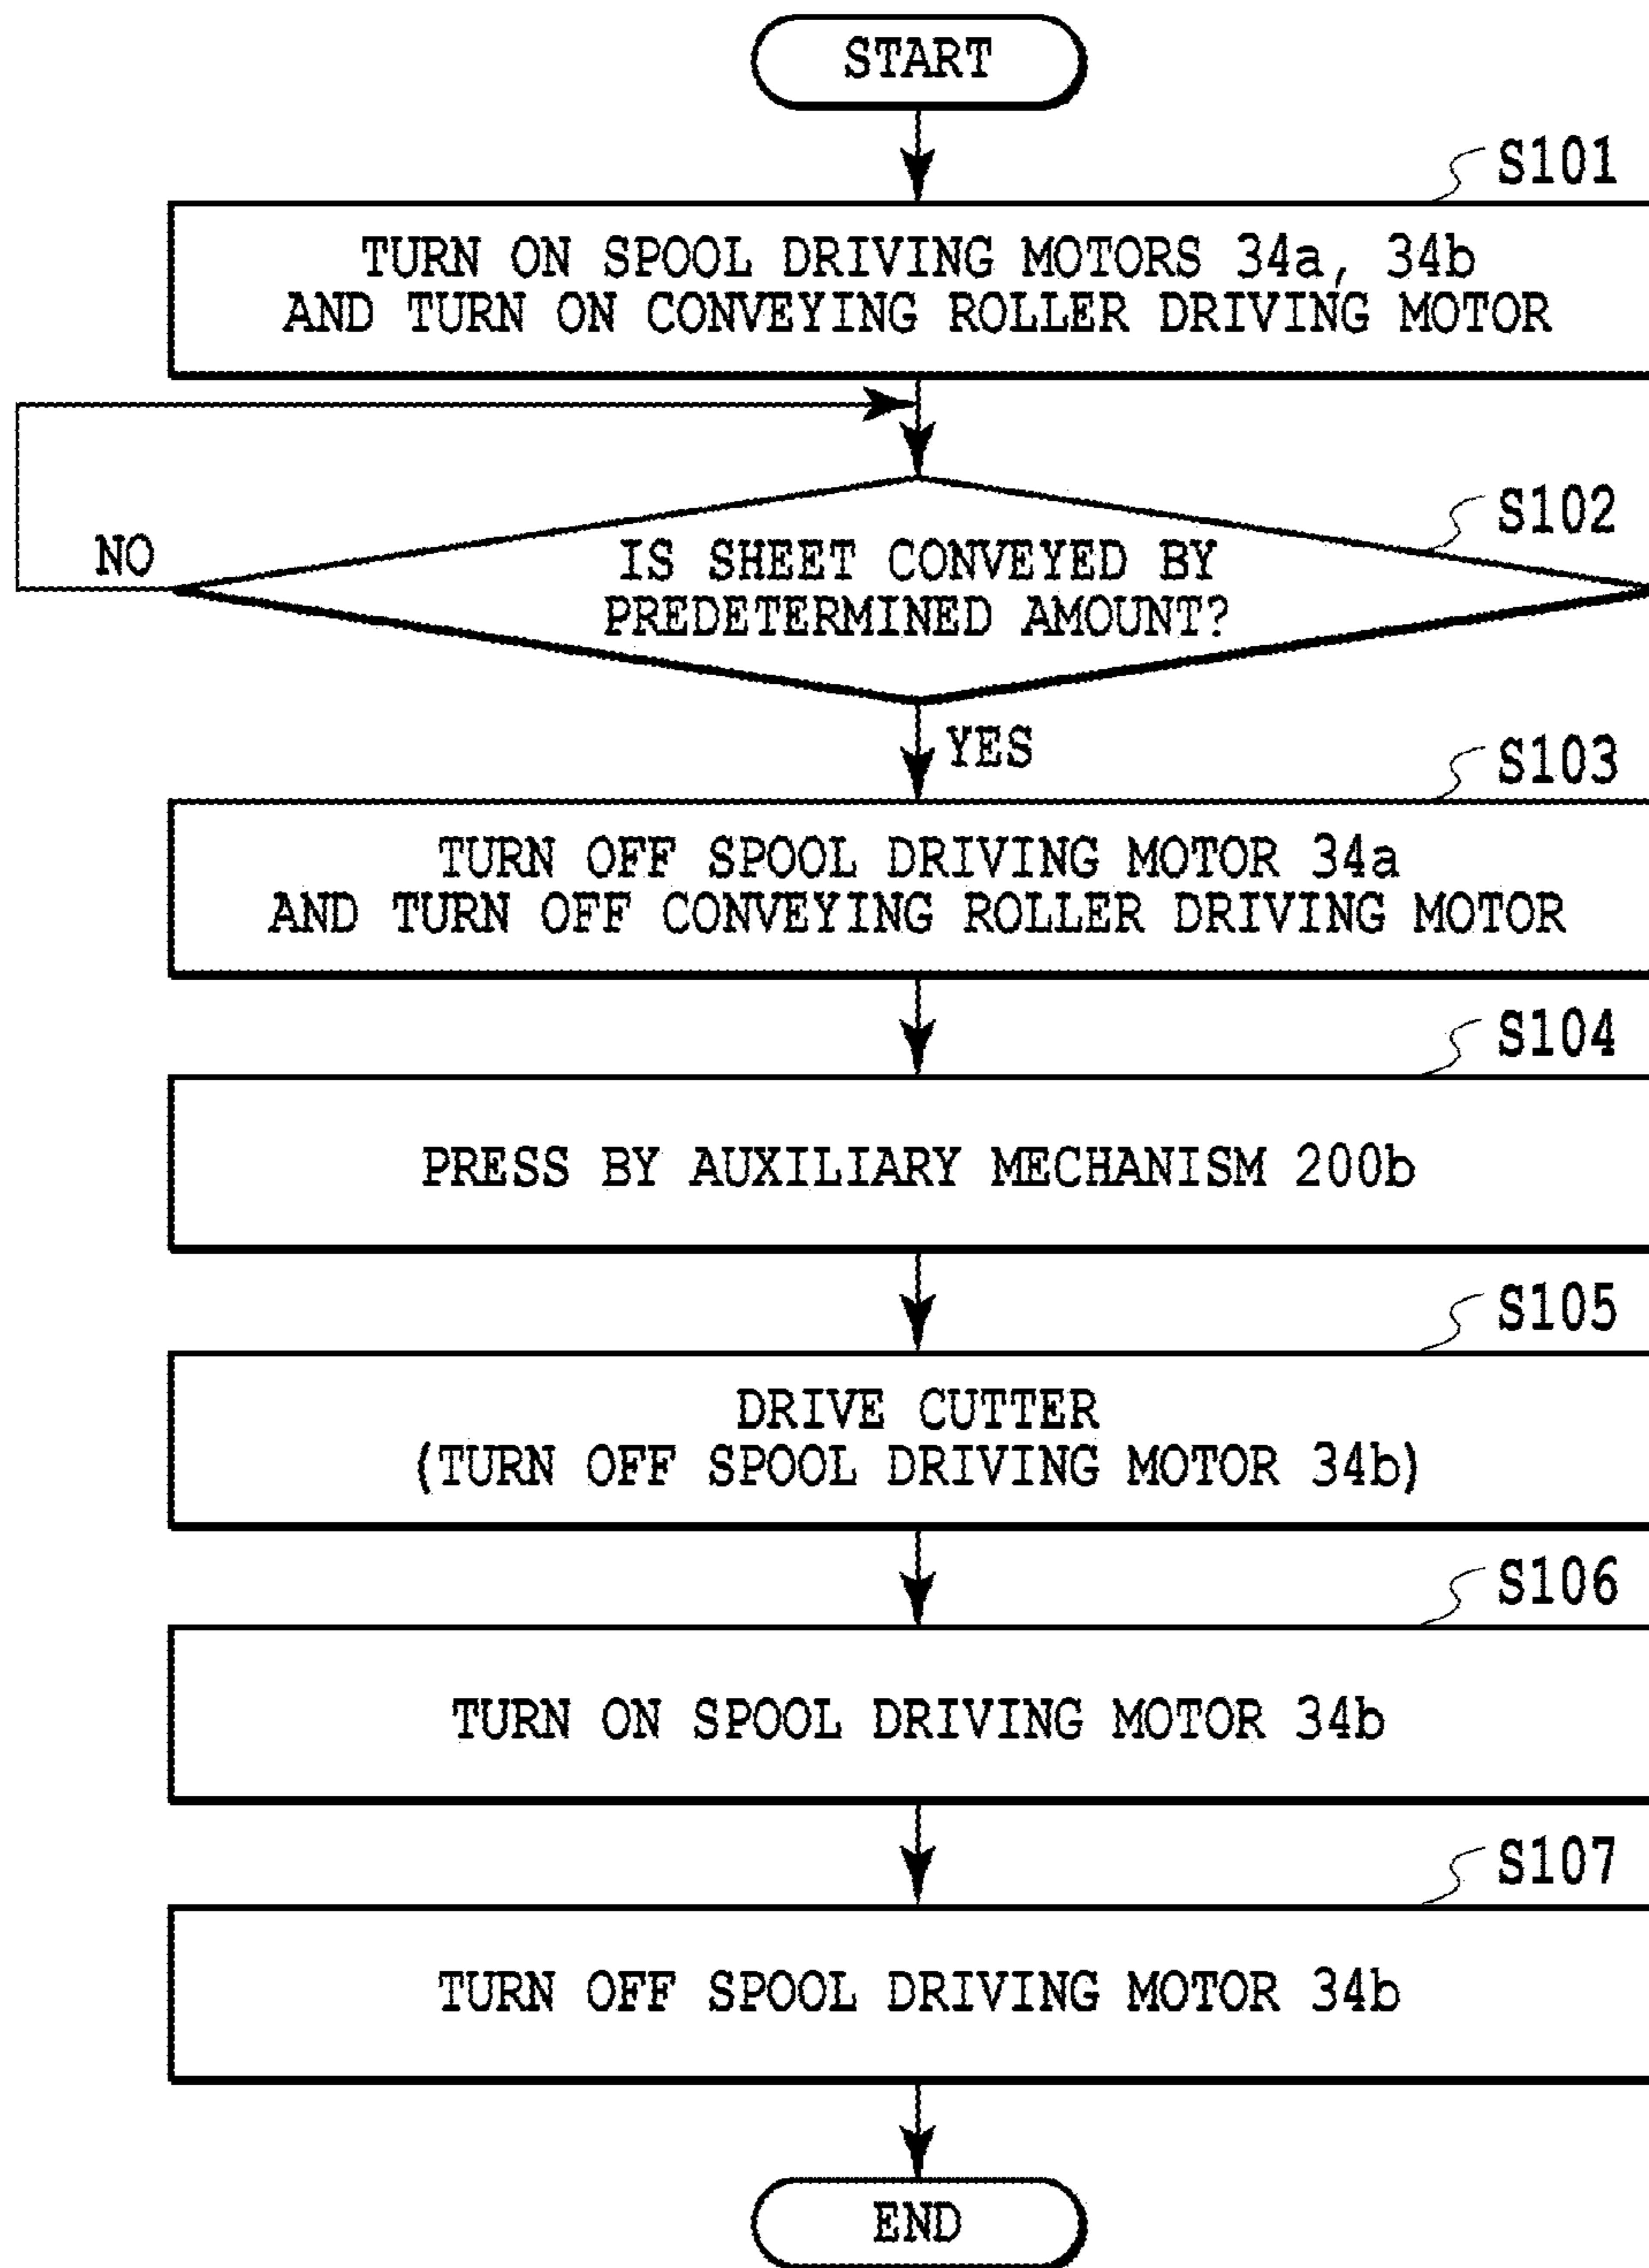 START
S101
TURN ON SPOOL DRIVING MOTORS 34a, 34b
AND TURN ON CONVEYING ROLLER DRIVING MOTOR
S102
NO
IS SHEET CONVEYED BY
PREDETERMINED AMOUNT?
YES
S103
TURN OFF SPOOL DRIVING MOTOR 34a
AND TURN OFF CONVEYING ROLLER DRIVING MOTOR
S104
PRESS BY AUXILIARY MECHANISM 200b
S105
DRIVE CUTTER
(TURN OFF SPOOL DRIVING MOTOR 34b)
S106
TURN ON SPOOL DRIVING MOTOR 34b
S107
TURN OFF SPOOL DRIVING MOTOR 34b
END